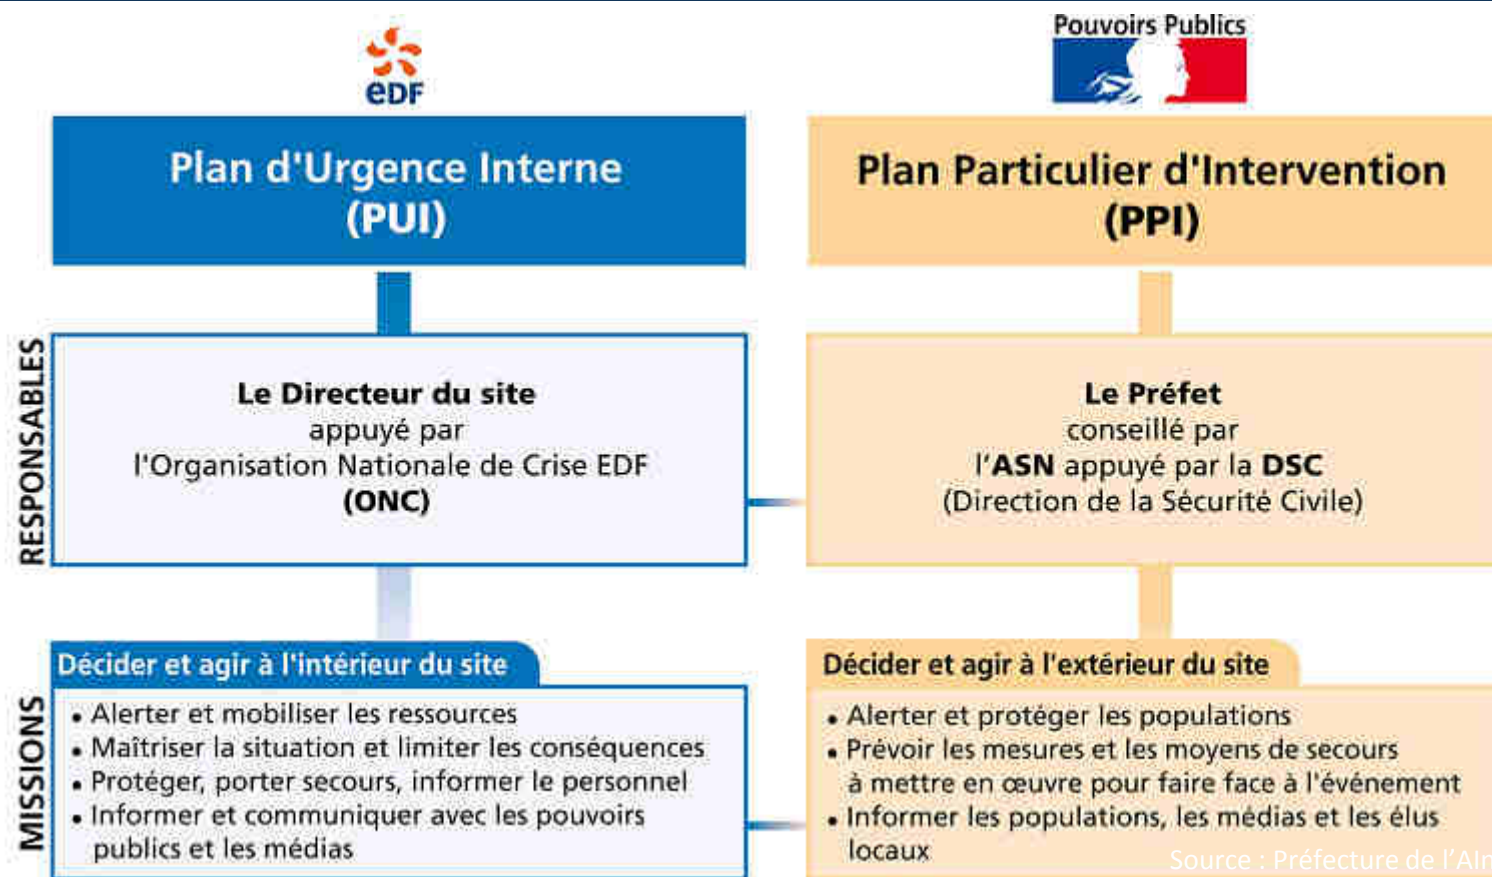 eDF
Pouvoirs Publics
Plan d'Urgence Interne
(PUI)
Plan Particulier d'Intervention
(PPI)
RESPONSABLES
Le Directeur du site
appuyé par
l'Organisation Nationale de Crise EDF
(ONC)
Le Préfet
conseillé par
l'ASN appuyé par la DSC
(Direction de la Sécurité Civile)
MISSIONS
Décider et agir à l'intérieur du site
• Alerter et mobiliser les ressources
• Maîtriser la situation et limiter les conséquences
• Protéger, porter secours, informer le personnel
• Informer et communiquer avec les pouvoirs
publics et les médias
Décider et agir à l'extérieur du site
• Alerter et protéger les populations
• Prévoir les mesures et les moyens de secours
à mettre en œuvre pour faire face à l'événement
• Informer les populations, les médias et les élus
locaux
Source : Préfecture de l'AIn